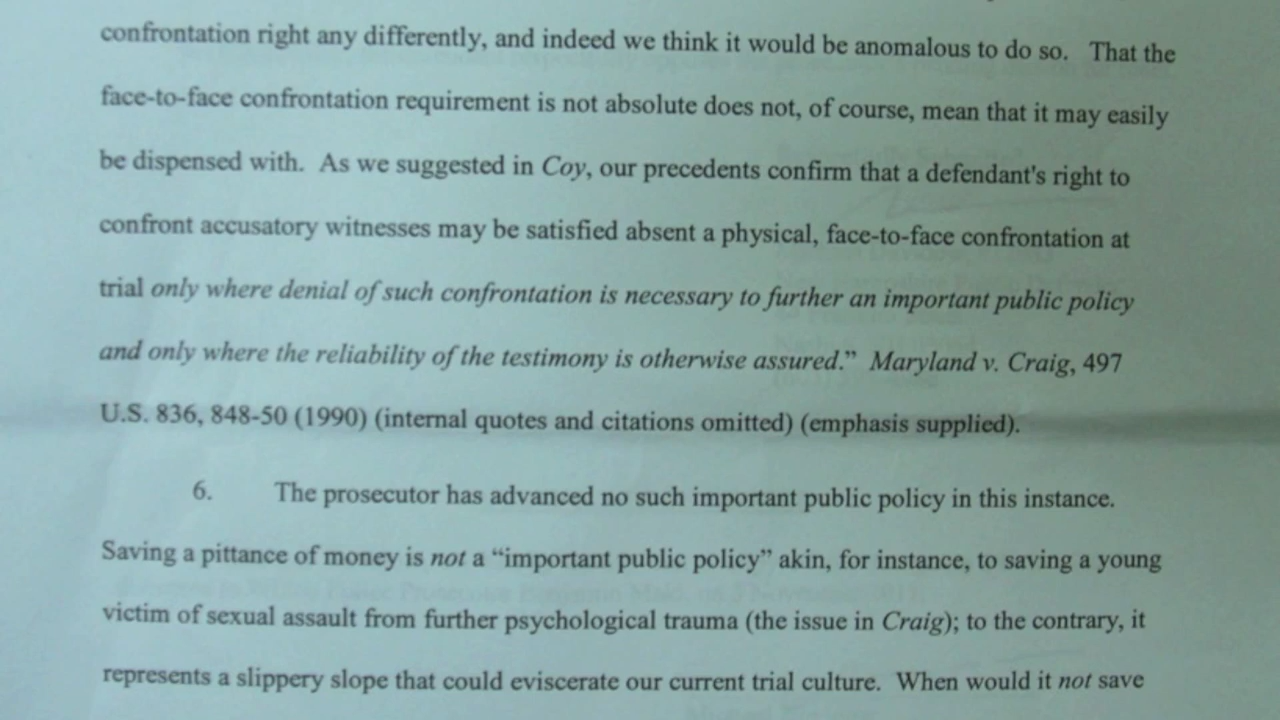 confrontation right any differently, and indeed we think it would be anomalous to do so. That the
face-to-face confrontation requirement is not absolute does not, of course, mean that it may easily
be dispensed with. As we suggested in Coy, our precedents confirm that a defendant's right to
confront accusatory witnesses may be satisfied absent a physical, face-to-face confrontation at
trial only where denial of such confrontation is necessary to further an important public policy
and only where the reliability of the testimony is otherwise assured.” Maryland v. Craig, 497
U.S. 836, 848-50 (1990) (internal quotes and citations omitted) (emphasis supplied).
6. The prosecutor has advanced no such important public policy in this instance.
Saving a pittance of money is not a “important public policy” akin, for instance, to saving a young
victim of sexual assault from further psychological trauma (the issue in Craig); to the contrary, it
represents a slippery slope that could eviscerate our current trial culture. When would it not save